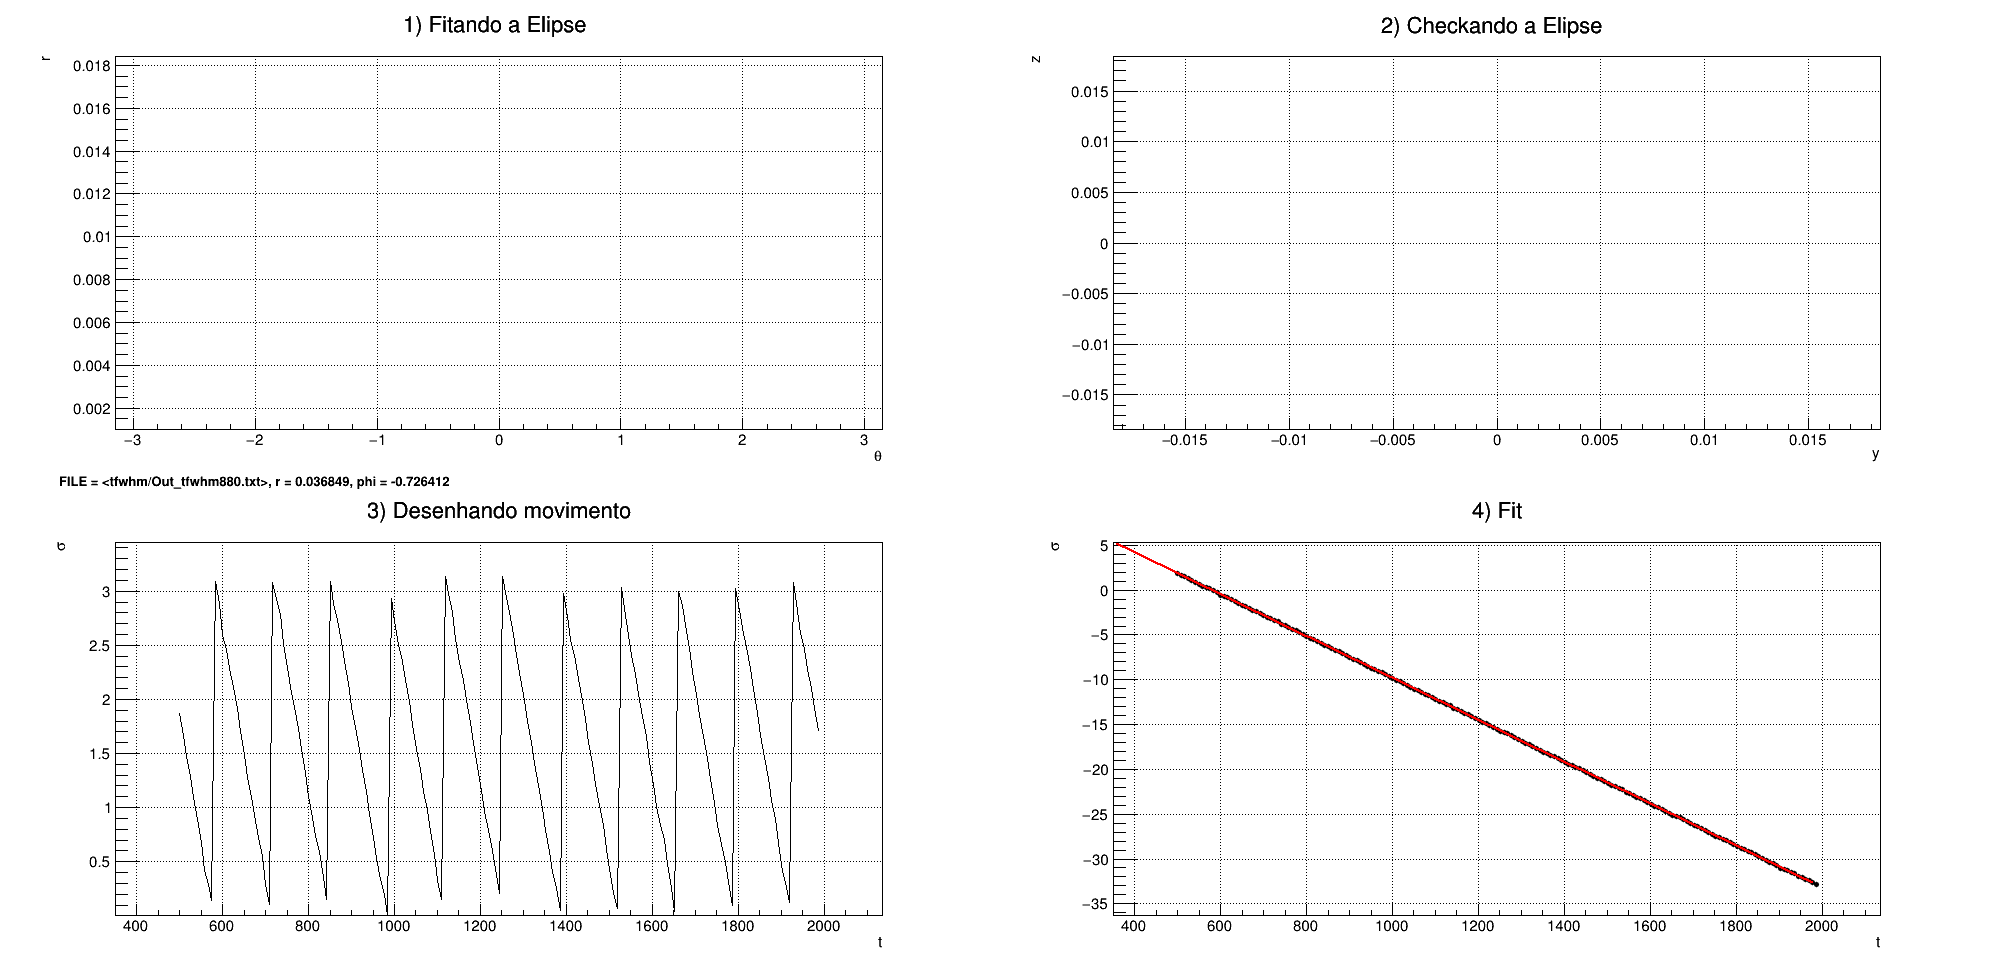 1) Fitando a Elipse
r
0.018
0.016
0.014
0.012
0.01
0.008
0.006
0.004
0.002
−3 −2 −1 0 1 2 3
θ
2) Checkando a Elipse
z
0.015
0.01
0.005
0
−0.005
−0.01
−0.015
−0.015 −0.01 −0.005 0 0.005 0.01 0.015
y
FILE = <tfwhm/Out_tfwhm880.txt>, r = 0.036849, phi = -0.726412
3) Desenhando movimento
σ
3
2.5
2
1.5
1
0.5
400 600 800 1000 1200 1400 1600 1800 2000
t
4) Fit
σ
5
0
−5
−10
−15
−20
−25
−30
−35
400 600 800 1000 1200 1400 1600 1800 2000
t